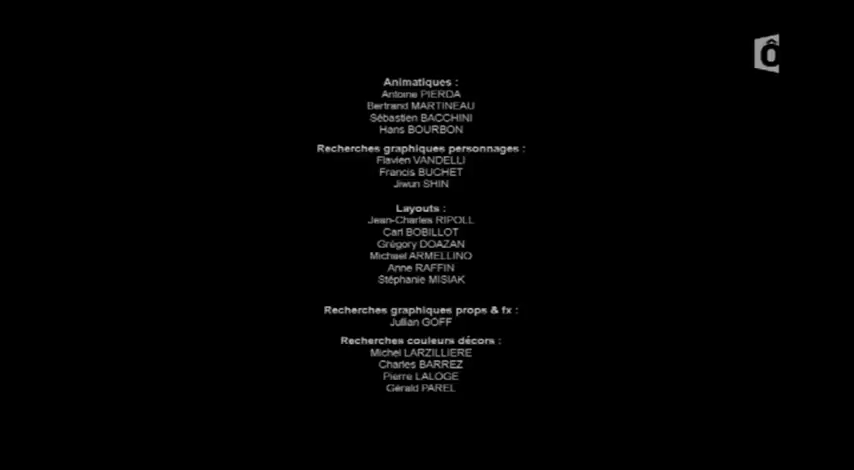 Ô
Animatiques :
Antoine PIERDA
Bertrand MARTINEAU
Sébastien BACCHINI
Hans BOURBON
Recherches graphiques personnages :
Flavien VANDELLI
Francis BUCHET
Jiwun SHIN
Layouts :
Jean-Charles RIPOLL
Carl BOBILLOT
Grégory DOAZAN
Michael ARMELLINO
Anne RAFFIN
Stéphanie MISIAK
Recherches graphiques props & fx :
Jullian GOFF
Recherches couleurs décors :
Michel LARZILLIERE
Charles BARREZ
Pierre LALOGE
Gérald PAREL